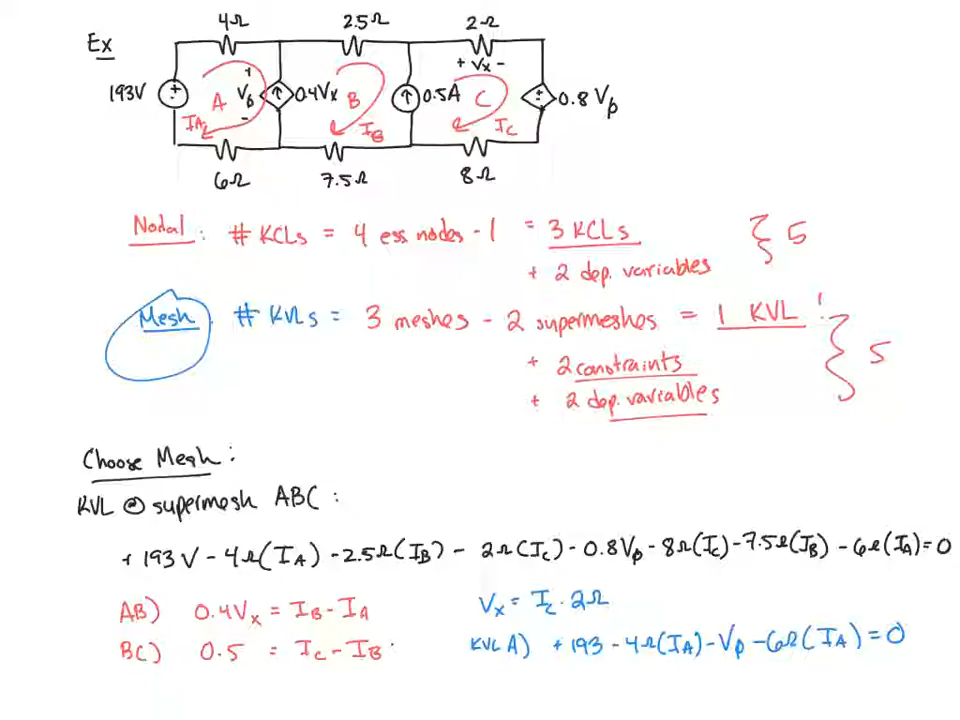 Ex
4Ω 2.5Ω 2Ω
+ Vx -
193V A + Vp - 0.4Vx B 0.5A C 0.8 Vp
IA IB IC
6Ω 7.5Ω 8Ω
Nodal: # KCLs = 4 ess nodes - 1 = 3 KCLs } 5
+ 2 dep. variables
Mesh # KVLs = 3 meshes - 2 supermeshes = 1 KVL ! } 5
+ 2 constraints
+ 2 dep. variables
Choose Mesh:
KVL @ supermesh ABC:
+ 193V - 4Ω(IA) - 2.5Ω(IB) - 2Ω(IC) - 0.8Vp - 8Ω(IC) - 7.5Ω(IB) - 6Ω(IA) = 0
AB) 0.4Vx = IB - IA Vx = IC · 2Ω
BC) 0.5 = IC - IB KVL A) + 193 - 4Ω(IA) - Vp - 6Ω(IA) = 0